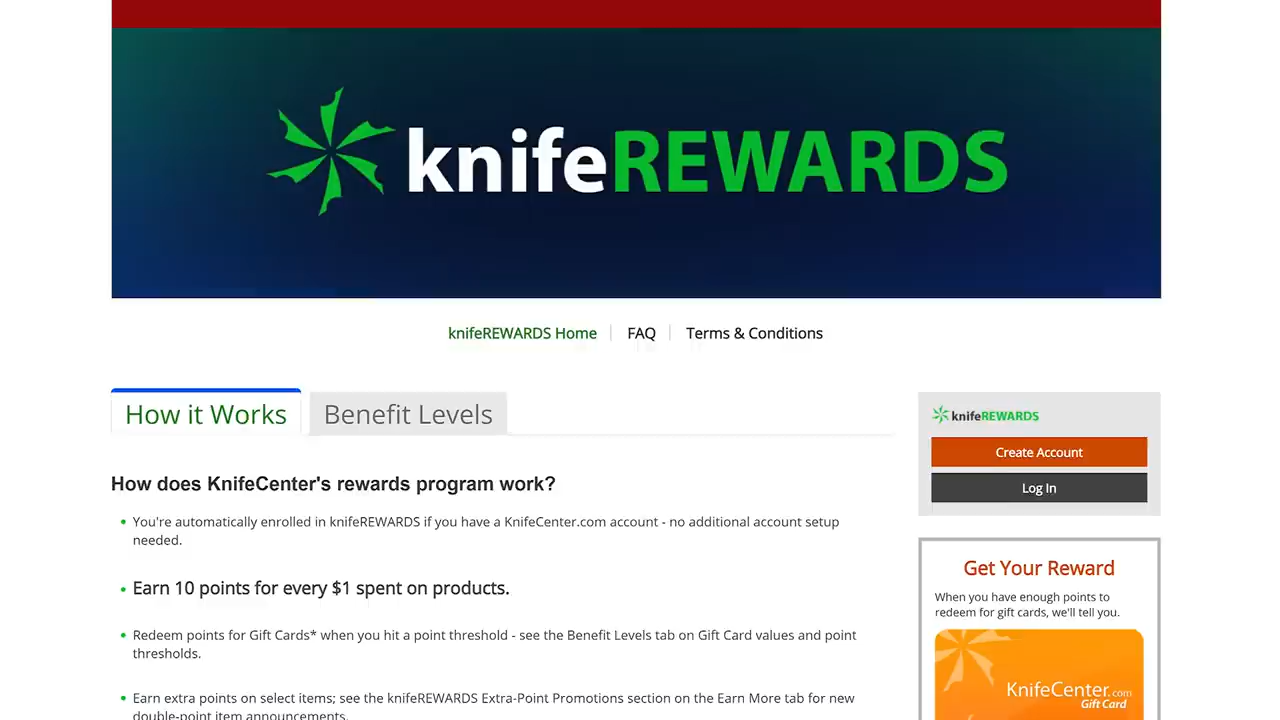 knifeREWARDS
knifeREWARDS Home
FAQ
Terms & Conditions
How it Works
Benefit Levels
How does KnifeCenter's rewards program work?
You're automatically enrolled in knifeREWARDS if you have a KnifeCenter.com account - no additional account setup
needed.
Earn 10 points for every $1 spent on products.
Redeem points for Gift Cards* when you hit a point threshold - see the Benefit Levels tab on Gift Card values and point
thresholds.
Earn extra points on select items; see the knifeREWARDS Extra-Point Promotions section on the Earn More tab for new
double-point item announcements.
knifeREWARDS
Create Account
Log In
Get Your Reward
When you have enough points to
redeem for gift cards, we'll tell you.
KnifeCenter.com
Gift Card